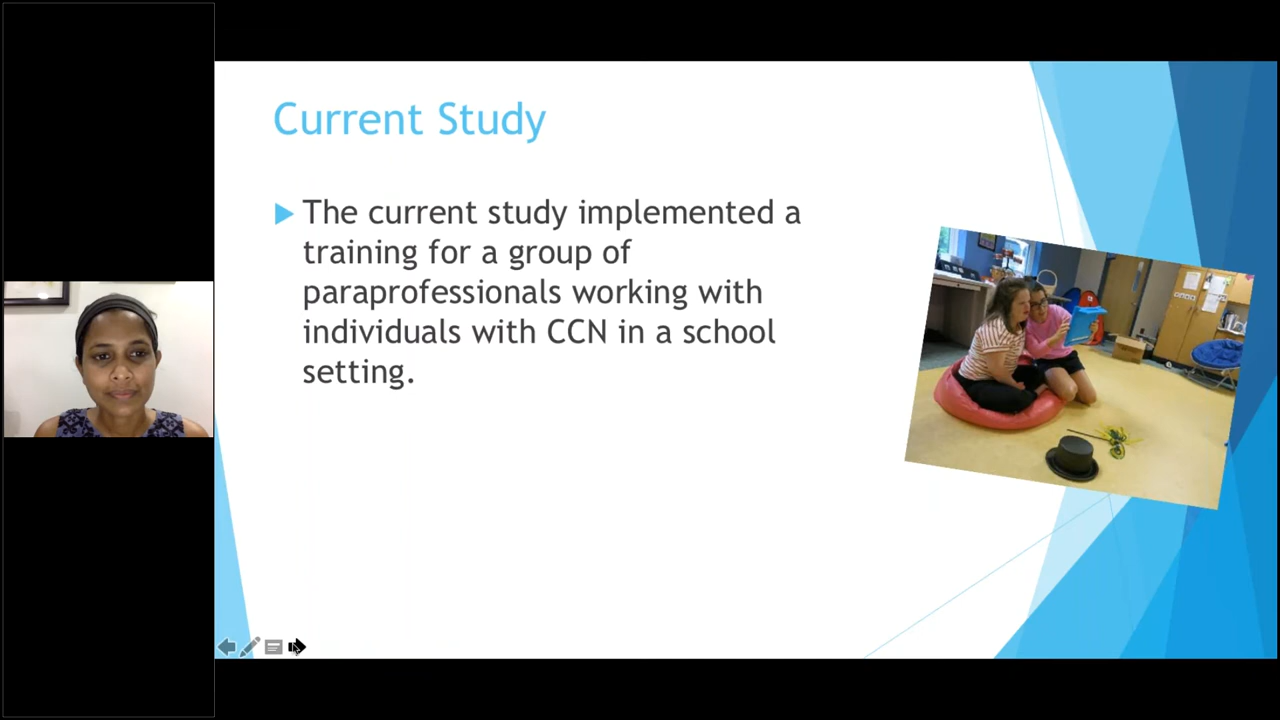 Current Study
The current study implemented a
training for a group of
paraprofessionals working with
individuals with CCN in a school
setting.